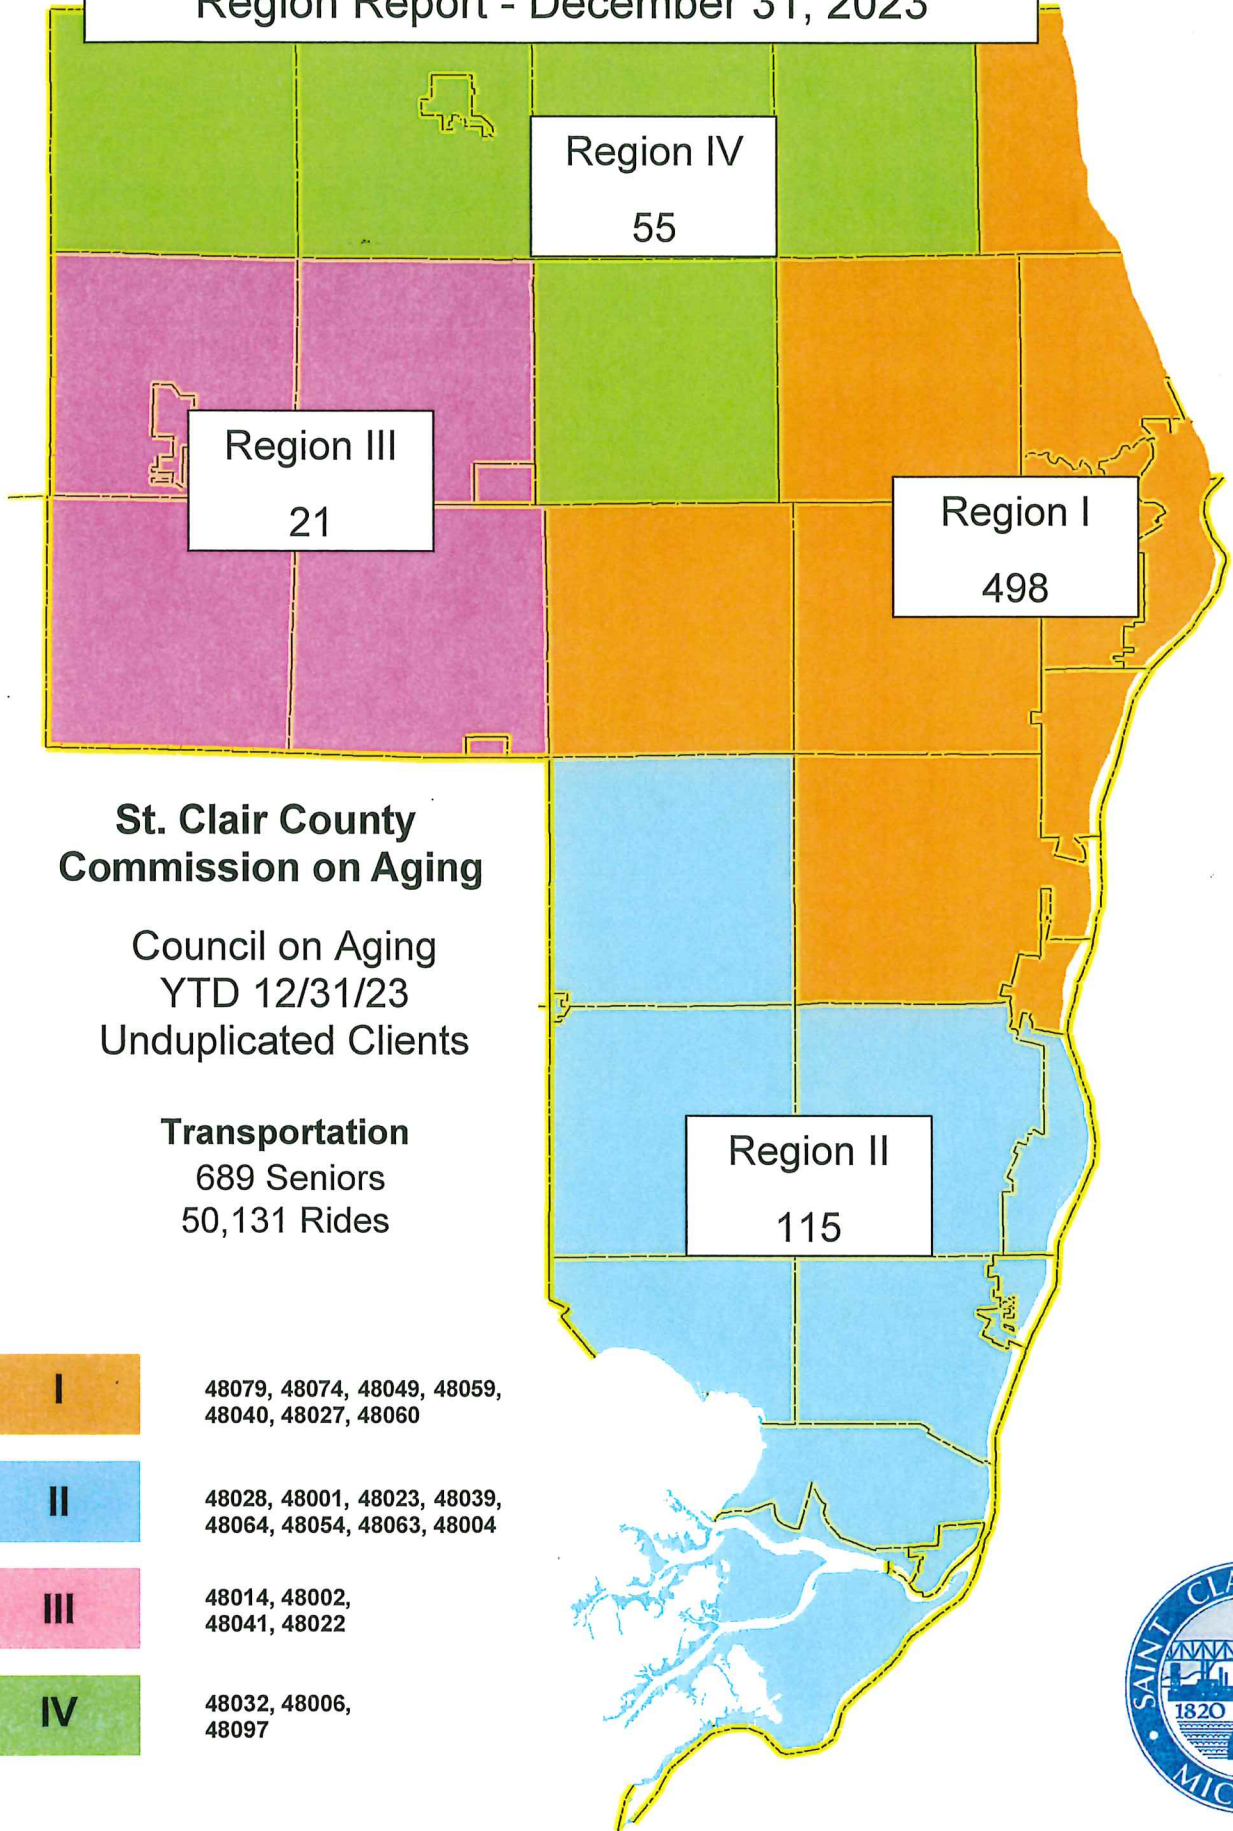 Region Report - December 31, 2023
Region IV
55
Region III
21
Region I
498
St. Clair County
Commission on Aging
Council on Aging
YTD 12/31/23
Unduplicated Clients
Transportation
689 Seniors
50,131 Rides
Region II
115
I
48079, 48074, 48049, 48059,
48040, 48027, 48060
II
48028, 48001, 48023, 48039,
48064, 48054, 48063, 48004
III
48014, 48002,
48041, 48022
IV
48032, 48006,
48097
SAINT CLA
1820
MIC